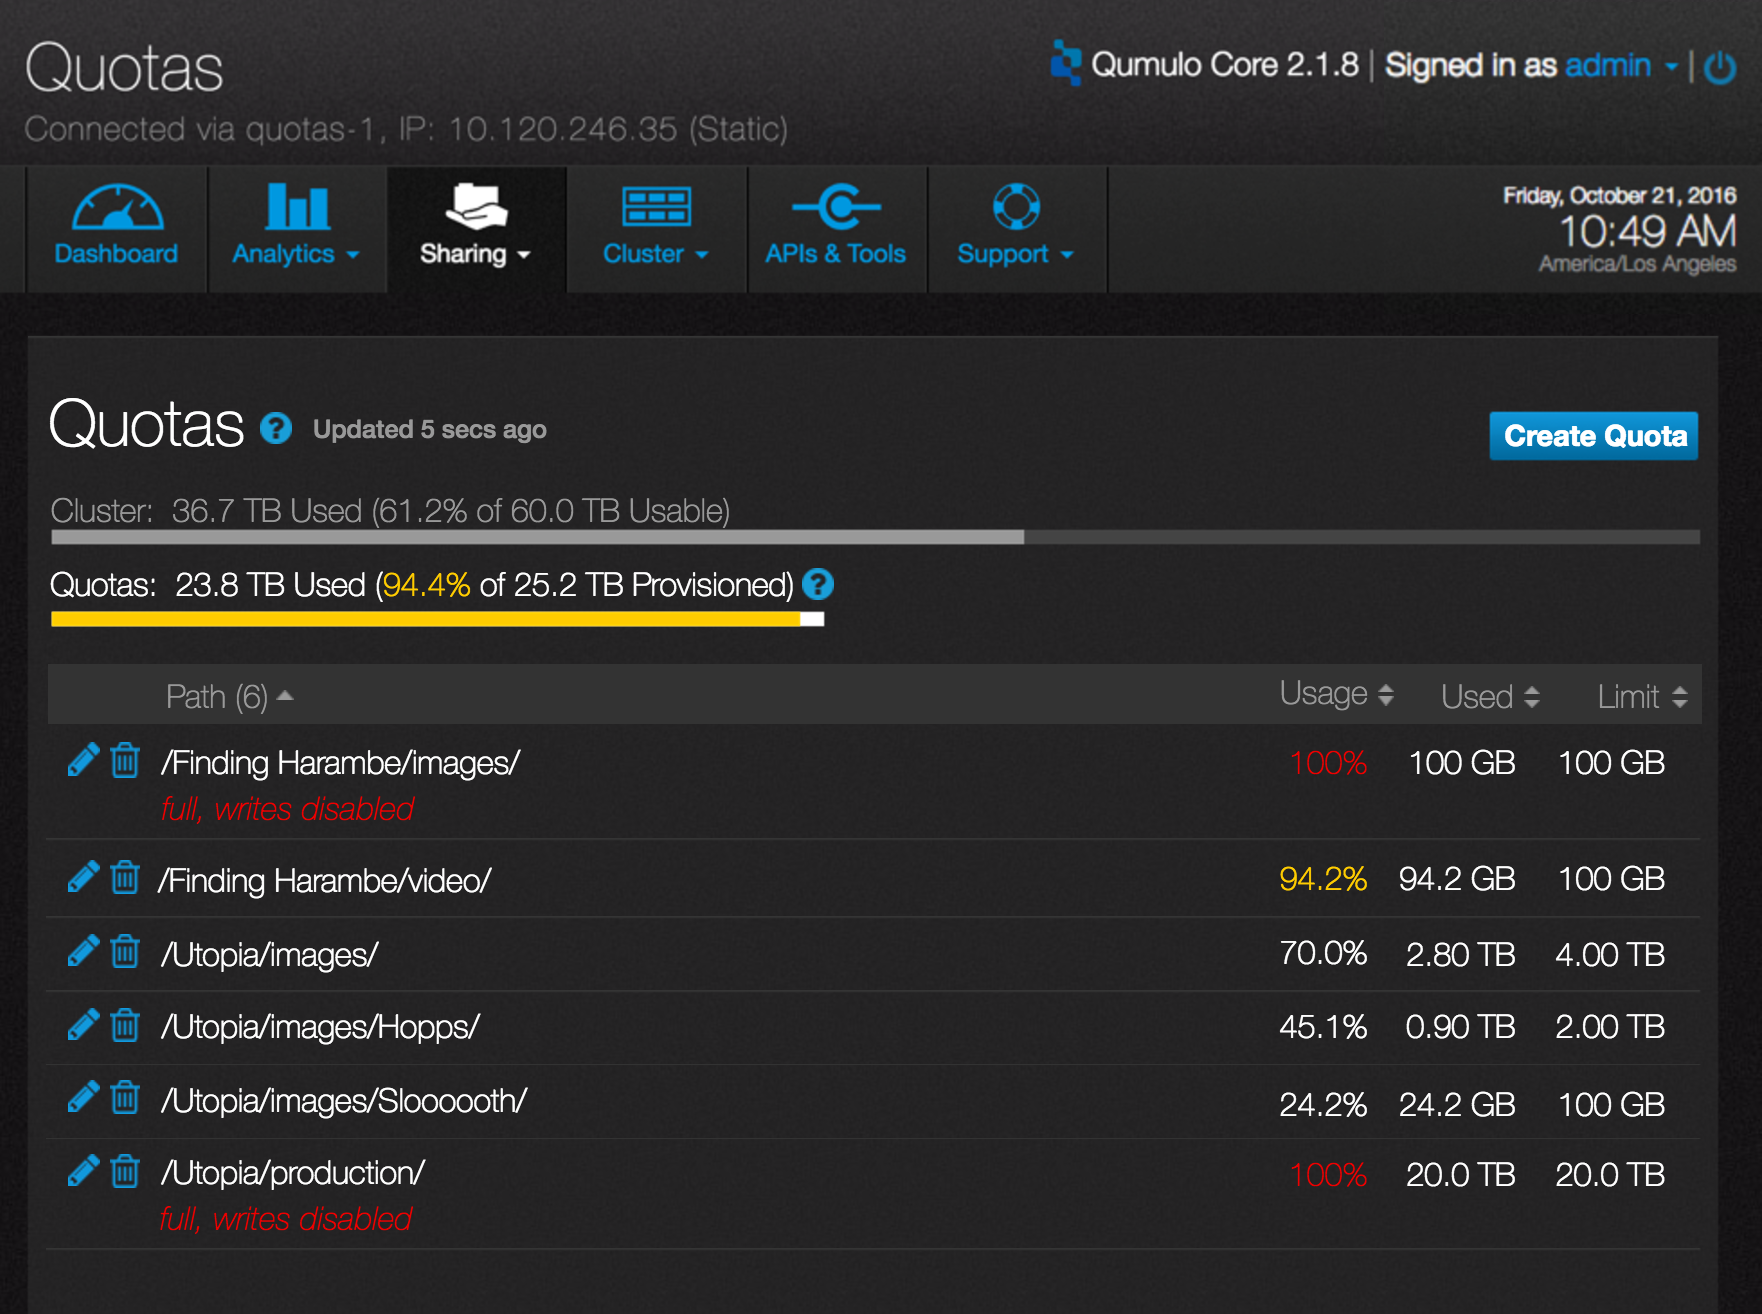 Quotas
Connected via quotas-1, IP: 10.120.246.35 (Static)
Qumulo Core 2.1.8 | Signed in as admin |
Dashboard
Analytics
Sharing
Cluster
APIs & Tools
Support
Friday, October 21, 2016
10:49 AM
America/Los Angeles
Quotas ? Updated 5 secs ago
Create Quota
Cluster: 36.7 TB Used (61.2% of 60.0 TB Usable)
Quotas: 23.8 TB Used (94.4% of 25.2 TB Provisioned) ?
Path (6) Usage Used Limit
/Finding Harambe/images/ 100% 100 GB 100 GB
full, writes disabled
/Finding Harambe/video/ 94.2% 94.2 GB 100 GB
/Utopia/images/ 70.0% 2.80 TB 4.00 TB
/Utopia/images/Hopps/ 45.1% 0.90 TB 2.00 TB
/Utopia/images/Sloooooth/ 24.2% 24.2 GB 100 GB
/Utopia/production/ 100% 20.0 TB 20.0 TB
full, writes disabled